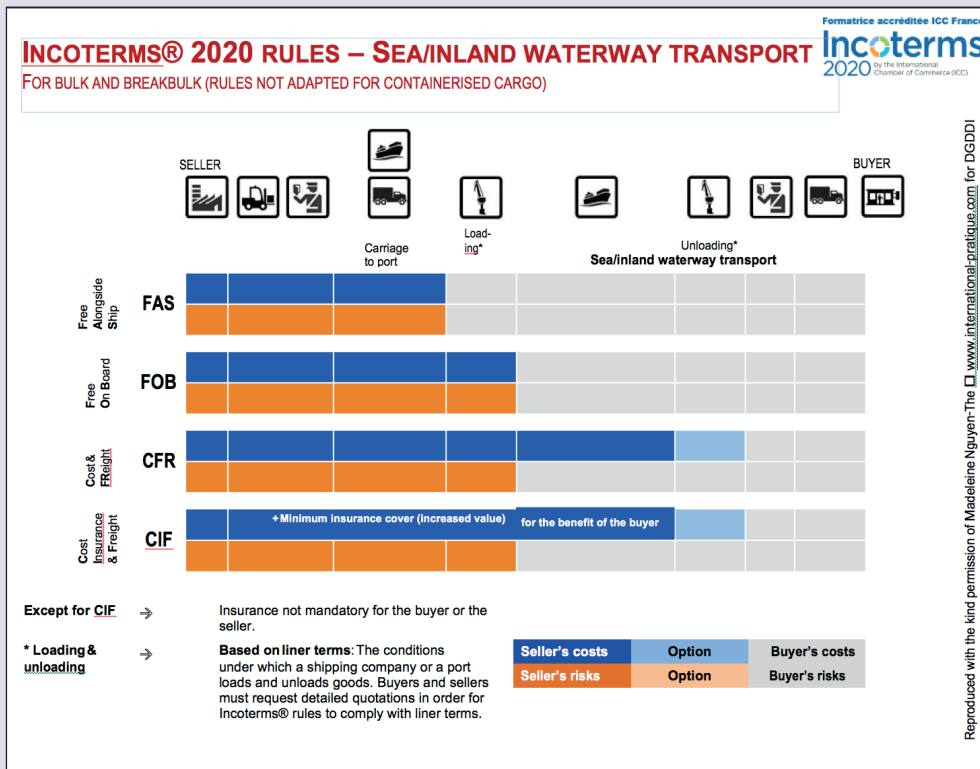 Formatrice accréditée ICC France
INCOTERMS® 2020 RULES – SEA/INLAND WATERWAY TRANSPORT
FOR BULK AND BREAKBULK (RULES NOT ADAPTED FOR CONTAINERISED CARGO)
Incoterms
2020 by the International
Chamber of Commerce (ICC)
SELLER
BUYER
Carriage
to port
Load-
ing*
Unloading*
Sea/inland waterway transport
Free
Alongside
Ship
FAS
Free
On Board
FOB
Cost &
FReight
CFR
Cost
Insurance
& Freight
CIF
+ Minimum insurance cover (increased value)
for the benefit of the buyer
Except for CIF →
Insurance not mandatory for the buyer or the
seller.
* Loading &
unloading →
Based on liner terms: The conditions
under which a shipping company or a port
loads and unloads goods. Buyers and sellers
must request detailed quotations in order for
Incoterms® rules to comply with liner terms.
Seller's costs Option Buyer's costs
Seller's risks Option Buyer's risks
Reproduced with the kind permission of Madeleine Nguyen-The □ www.international-pratique.com for DGDDI